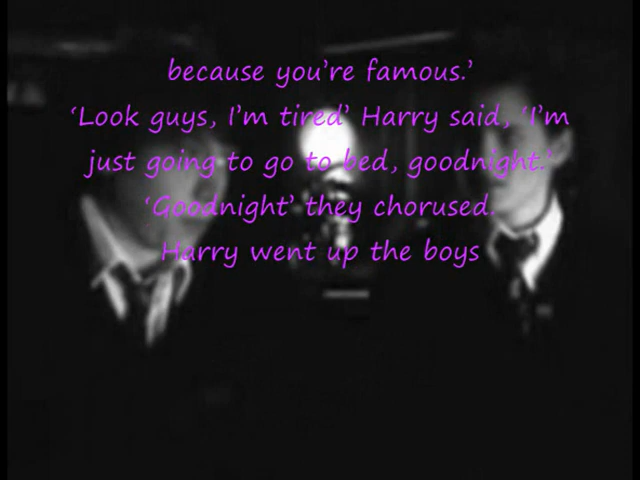 because you're famous.’
‘Look guys, I'm tired’ Harry said, ‘I'm
just going to go to bed, goodnight.’
‘Goodnight’ they chorused.
Harry went up the boys